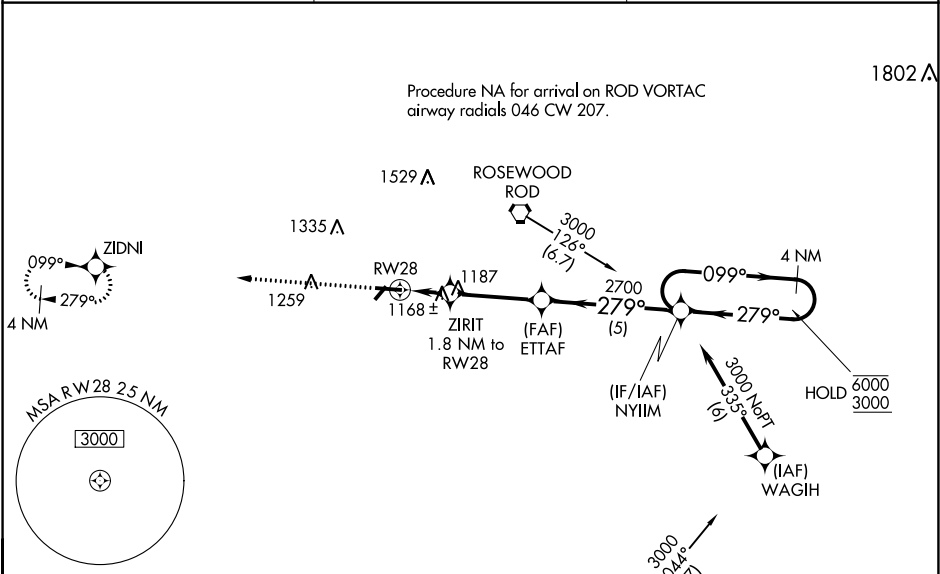 1802
Procedure NA for arrival on ROD VORTAC
airway radials 046 CW 207.
1529
ROSEWOOD
ROD
1335
3000
126°
(6.7)
ZIDNI
099°
279°
4 NM
1259
RW28
1168 ±
1187
ZIRIT
1.8 NM to
RW28
(FAF)
ETTAF
2700
279°
(5)
099°
4 NM
279°
(IF/IAF)
NYIIM
HOLD
6000
3000
3000 NoPT
335°
(6)
(IAF)
WAGIH
MSA RW28 25 NM
3000
3000
044°